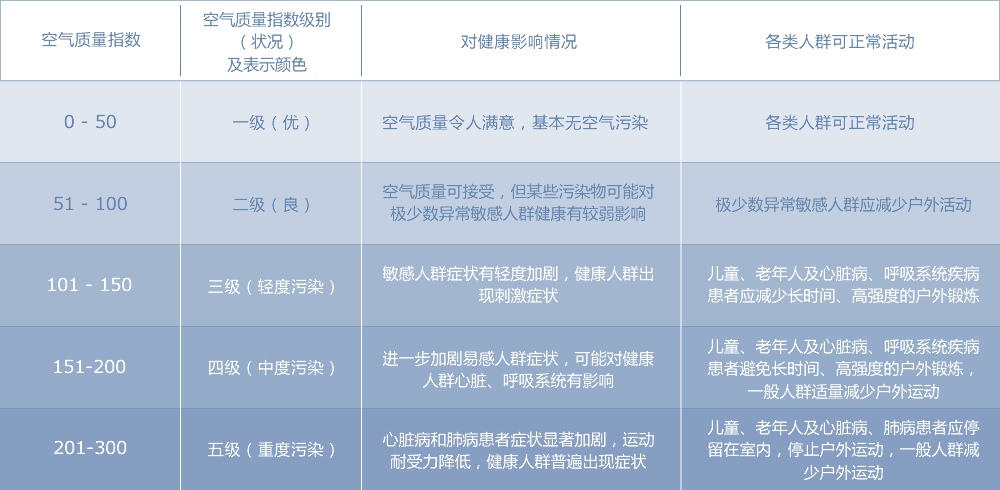 空气质量指数
空气质量指数级别
（状况）
及表示颜色
对健康影响情况
各类人群可正常活动
0 - 50
一级（优）
空气质量令人满意，基本无空气污染
各类人群可正常活动
51 - 100
二级（良）
空气质量可接受，但某些污染物可能对
极少数异常敏感人群健康有较弱影响
极少数异常敏感人群应减少户外活动
101 - 150
三级（轻度污染）
敏感人群症状有轻度加剧，健康人群出
现刺激症状
儿童、老年人及心脏病、呼吸系统疾病
患者应减少长时间、高强度的户外锻炼
151-200
四级（中度污染）
进一步加剧易感人群症状，可能对健康
人群心脏、呼吸系统有影响
儿童、老年人及心脏病、呼吸系统疾病
患者避免长时间、高强度的户外锻炼，
一般人群适量减少户外运动
201-300
五级（重度污染）
心脏病和肺病患者症状显著加剧，运动
耐受力降低，健康人群普遍出现症状
儿童、老年人及心脏病、肺病患者应停
留在室内，停止户外运动，一般人群减
少户外运动